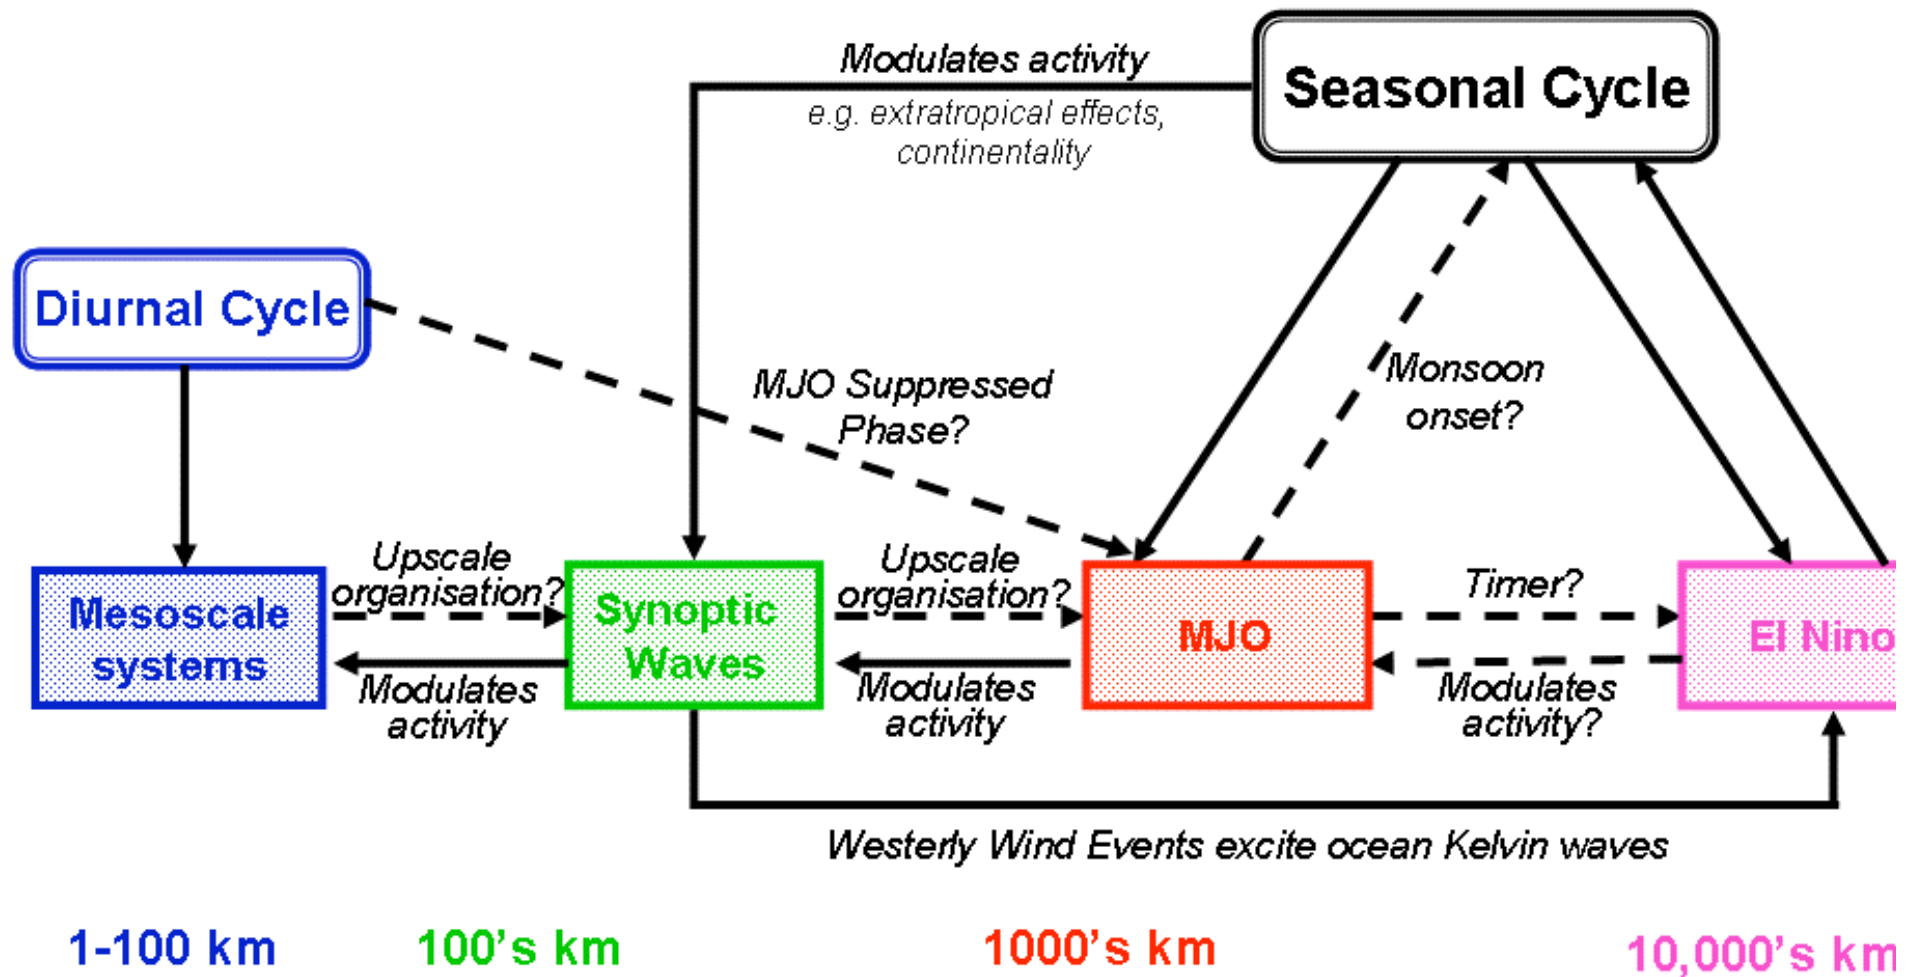 Modulates activity
e.g. extratropical effects,
continentality
Seasonal Cycle
Diurnal Cycle
MJO Suppressed
Phase?
Monsoon
onset?
Mesoscale
systems
Upscale
organisation?
Modulates
activity
Synoptic
Waves
Upscale
organisation?
Modulates
activity
MJO
Timer?
Modulates
activity?
El Nino
Westerly Wind Events excite ocean Kelvin waves
1-100 km
100's km
1000's km
10,000's km